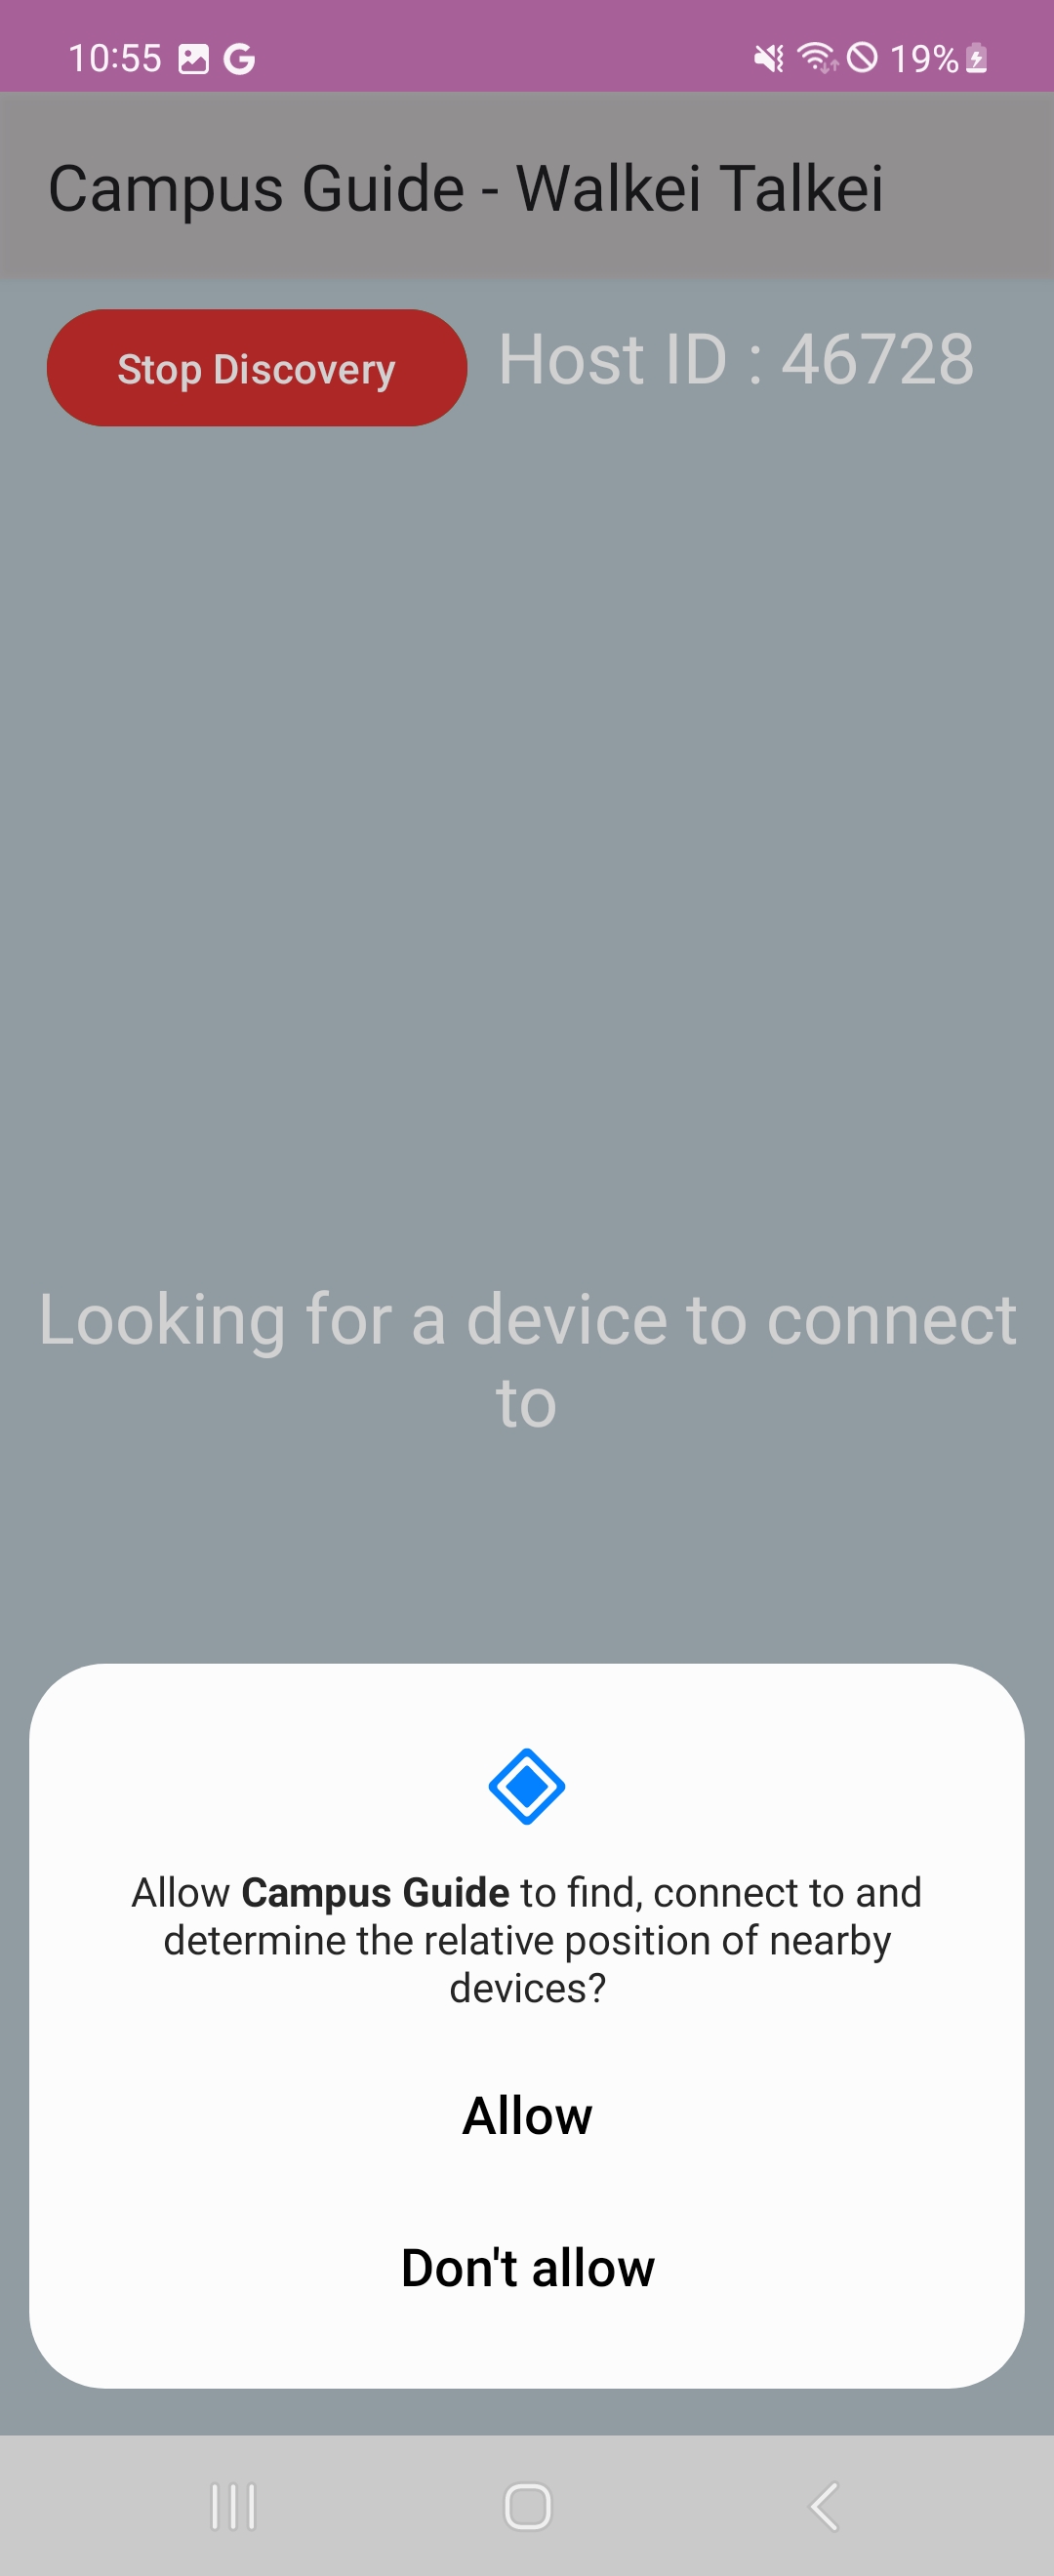 10:55
19%
Campus Guide - Walkei Talkei
Stop Discovery
Host ID : 46728
Looking for a device to connect
to
Allow Campus Guide to find, connect to and
determine the relative position of nearby
devices?
Allow
Don't allow